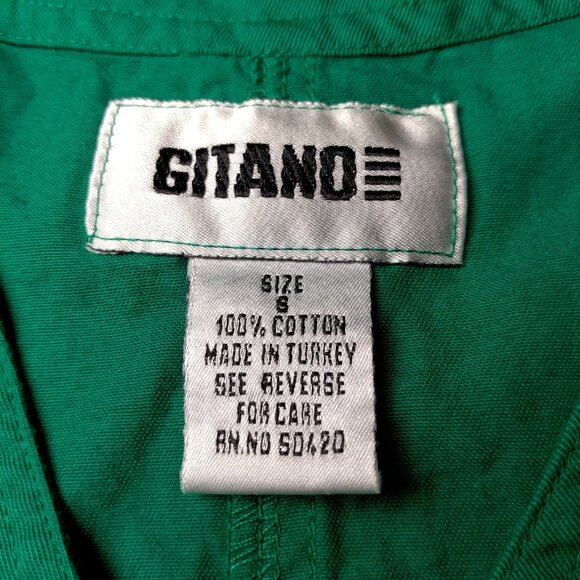 GITANO
SIZE
S
100% COTTON
MADE IN TURKEY
SEE REVERSE
FOR CARE
RN.NO 50420